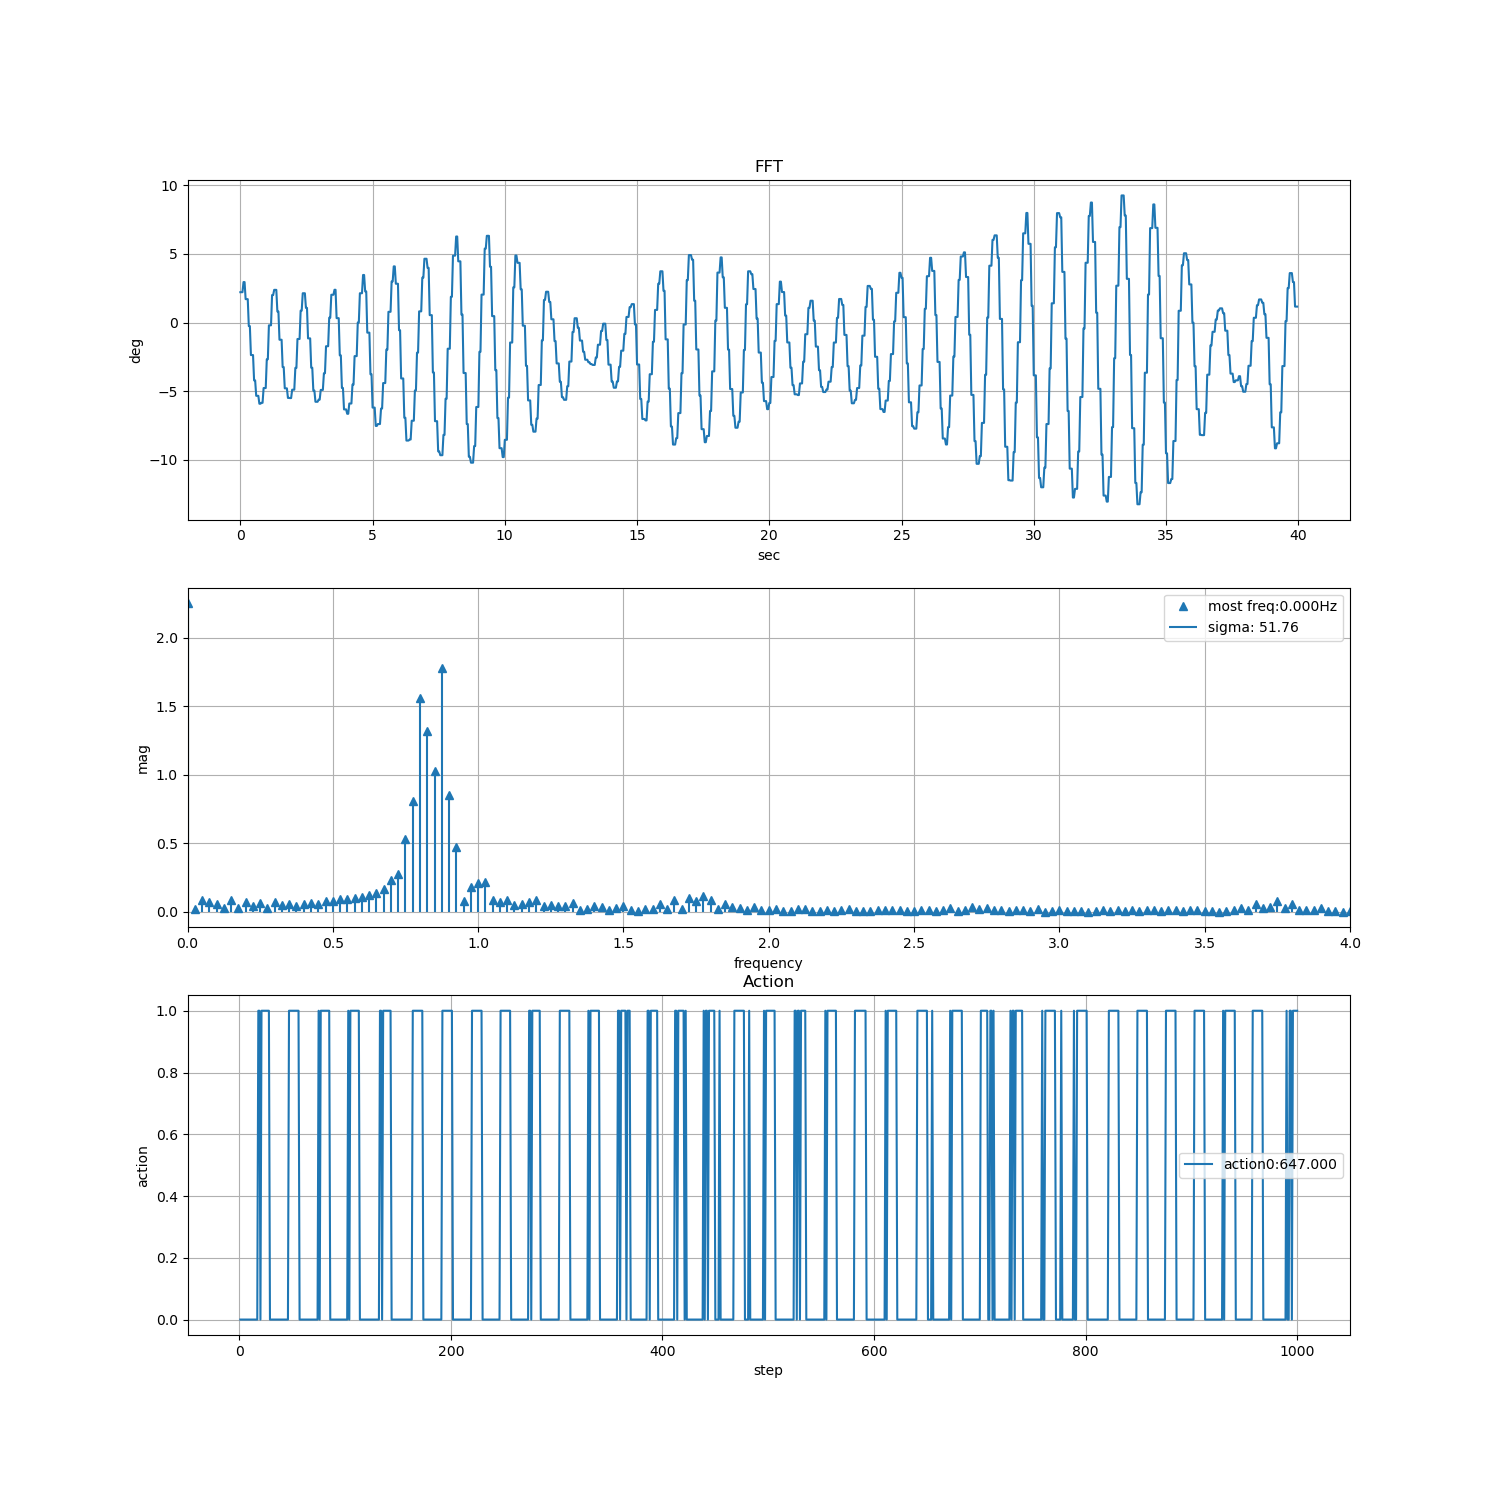 FFT
10
5
0
−5
−10
deg
0 5 10 15 20 25 30 35 40
sec
most freq:0.000Hz
sigma: 51.76
2.0
1.5
1.0
0.5
0.0
mag
0.0 0.5 1.0 1.5 2.0 2.5 3.0 3.5 4.0
frequency
Action
1.0
0.8
0.6
0.4
0.2
0.0
action
action0:647.000
0 200 400 600 800 1000
step